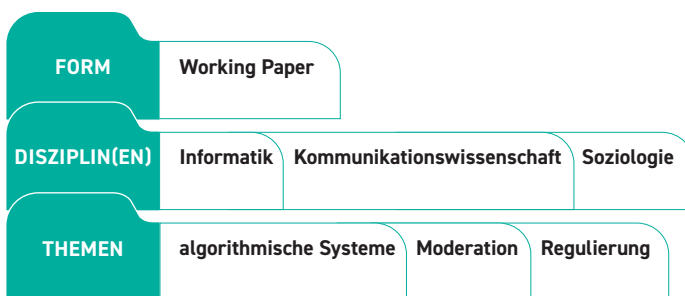 FORM Working Paper
DISZIPLIN(EN) Informatik Kommunikationswissenschaft Soziologie
THEMEN algorithmische Systeme Moderation Regulierung